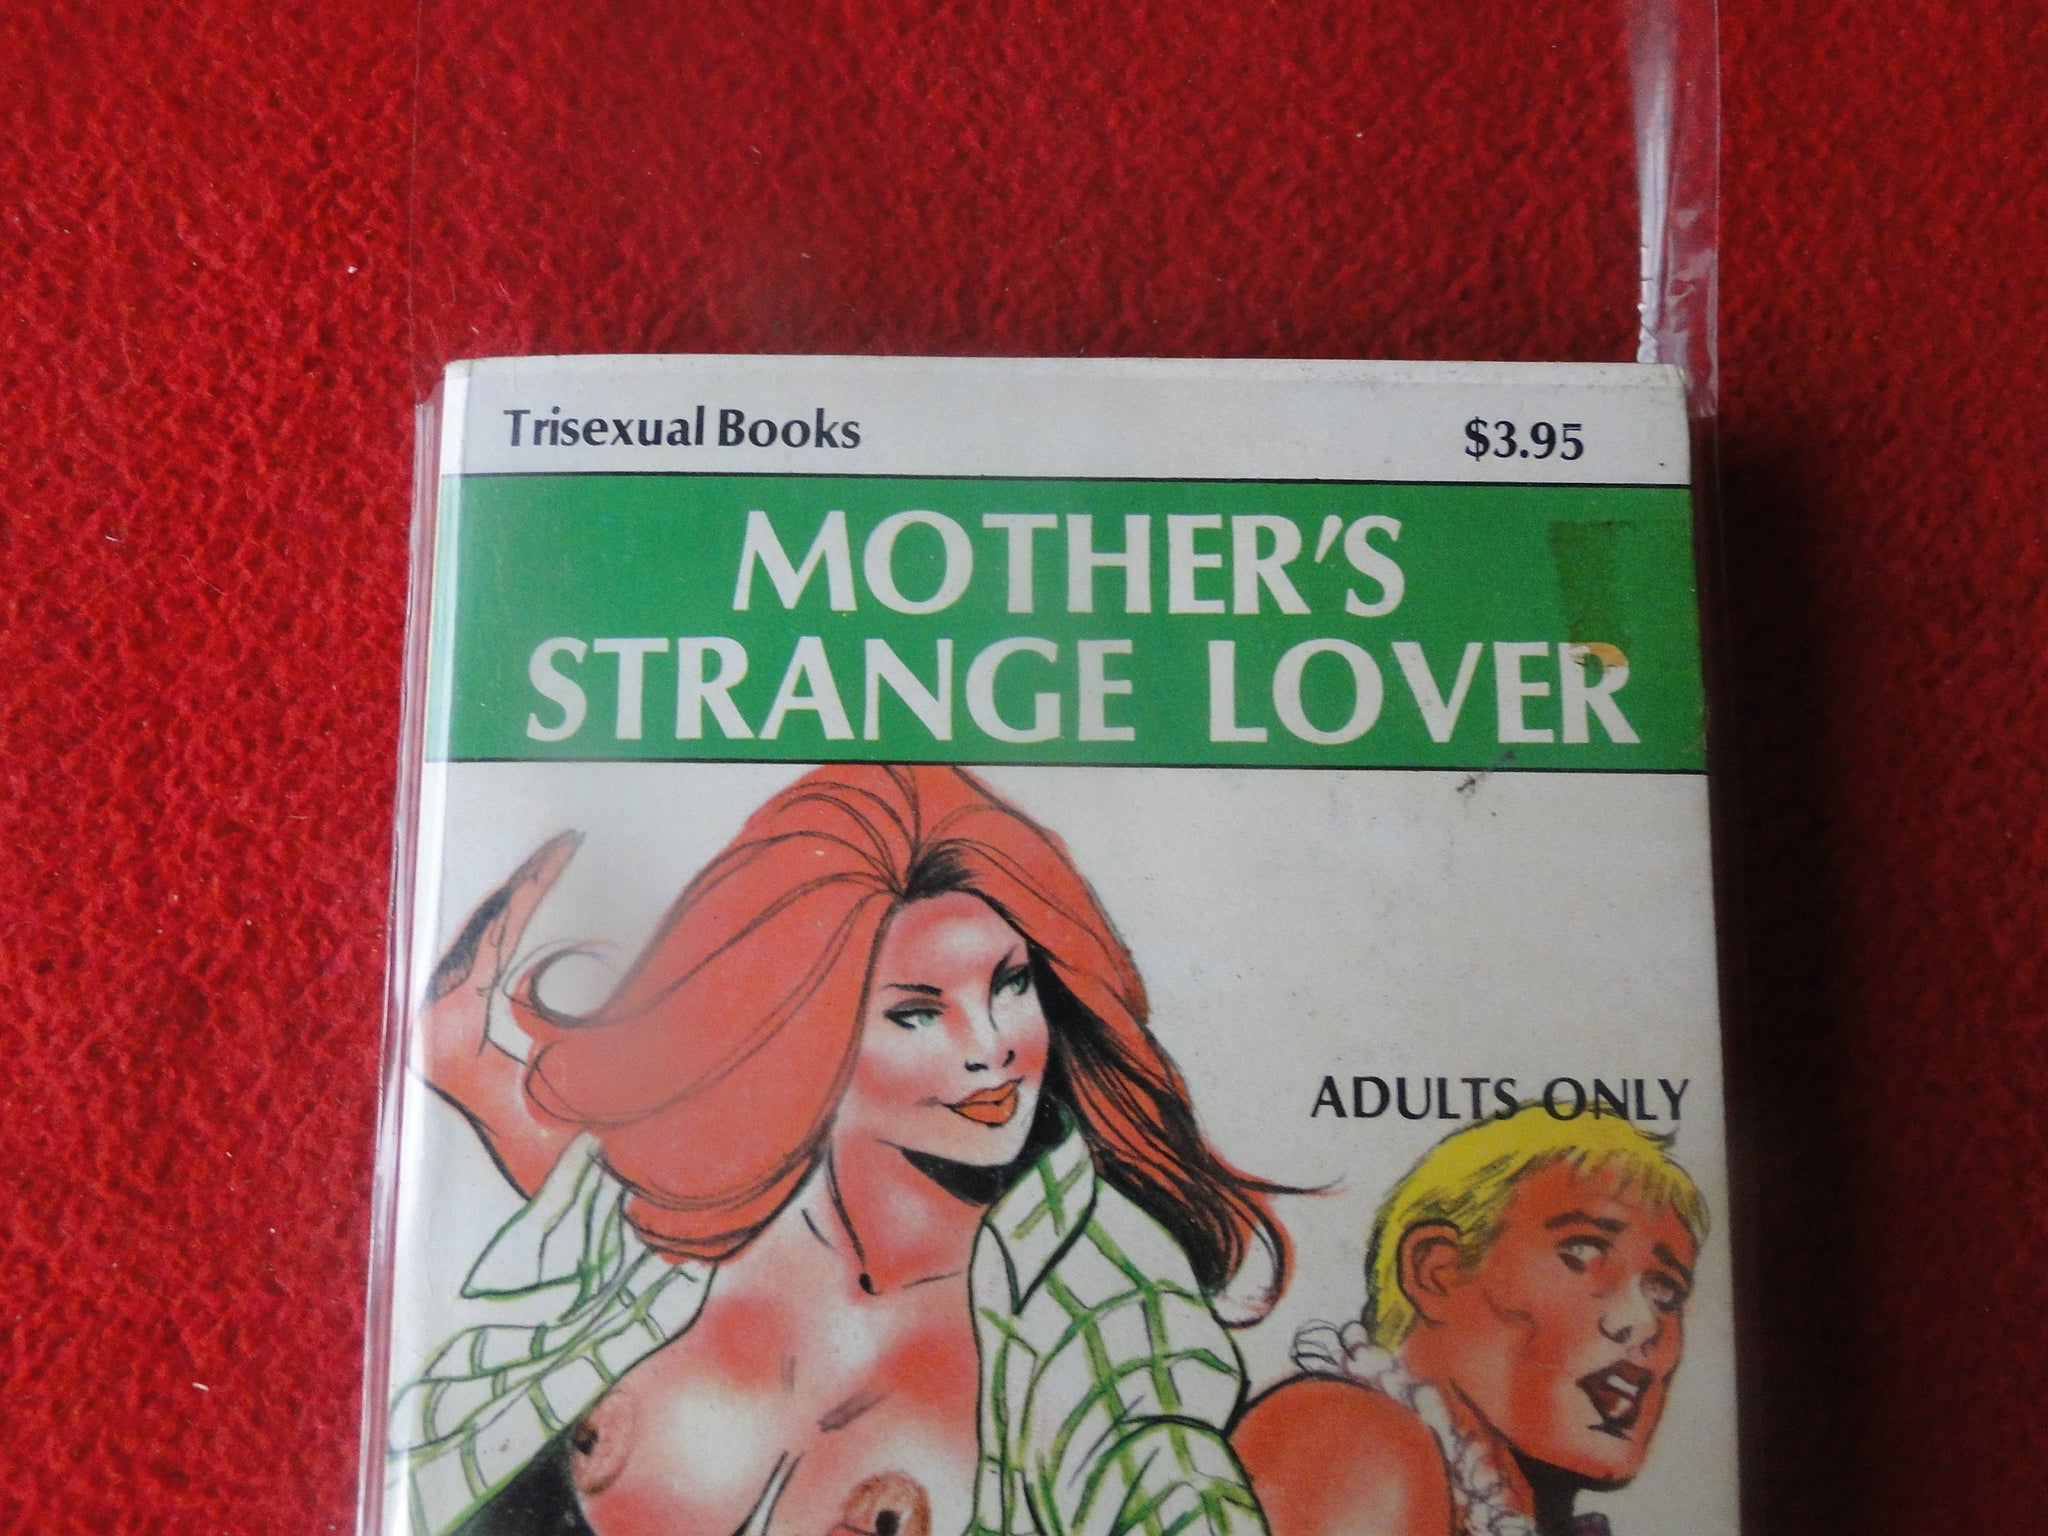 Trisexual Books $3.95
MOTHER'S
STRANGE LOVER
ADULTS ONLY